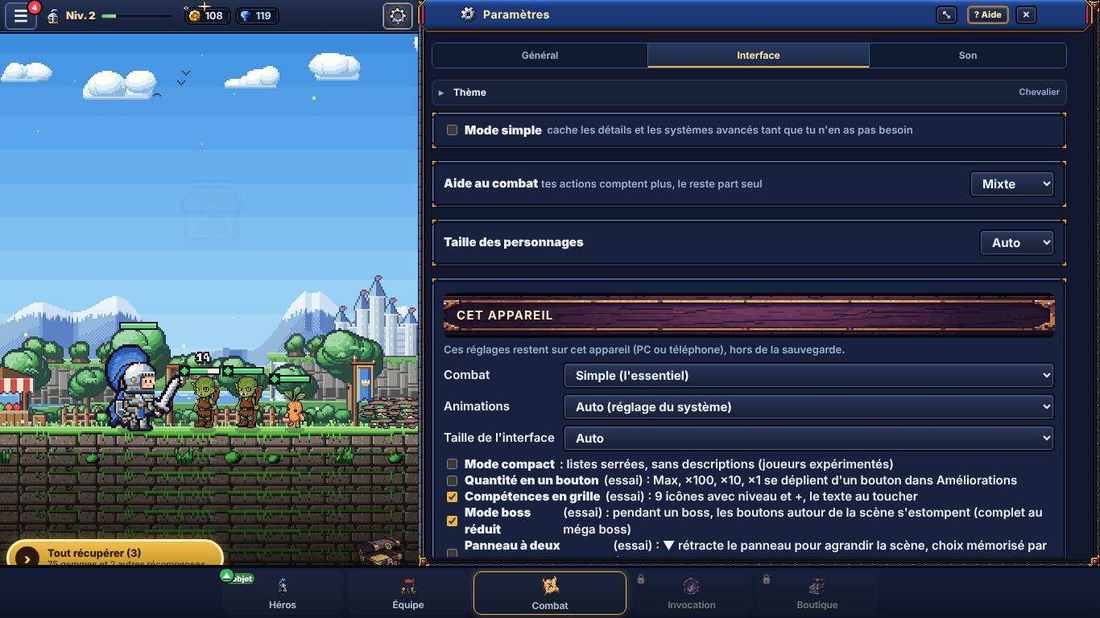 4
Niv. 2
108
119
Paramètres
? Aide
Général
Interface
Son
Thème
Chevalier
Mode simple cache les détails et les systèmes avancés tant que tu n'en as pas besoin
Aide au combat tes actions comptent plus, le reste part seul
Mixte
Taille des personnages
Auto
CET APPAREIL
Ces réglages restent sur cet appareil (PC ou téléphone), hors de la sauvegarde.
Combat
Simple (l'essentiel)
Animations
Auto (réglage du système)
Taille de l'interface
Auto
Mode compact : listes serrées, sans descriptions (joueurs expérimentés)
Quantité en un bouton (essai) : Max, ×100, ×10, ×1 se déplient d'un bouton dans Améliorations
Compétences en grille (essai) : 9 icônes avec niveau et +, le texte au toucher
Mode boss réduit (essai) : pendant un boss, les boutons autour de la scène s'estompent (complet au
méga boss)
Panneau à deux (essai) : ▼ rétracte le panneau pour agrandir la scène, choix mémorisé par
14
Tout récupérer (3)
objet
Héros
Équipe
Combat
Invocation
Boutique